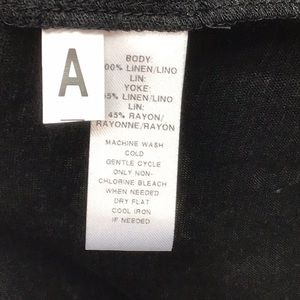 A
BODY:
00% LINEN/LINO
LIN:
YOKE:
55% LINEN/LINO
LIN:
45% RAYON/
RAYONNE/RAYON
MACHINE WASH
COLD
GENTLE CYCLE
ONLY NON-
CHLORINE BLEACH
WHEN NEEDED
DRY FLAT
COOL IRON
IF NEEDED